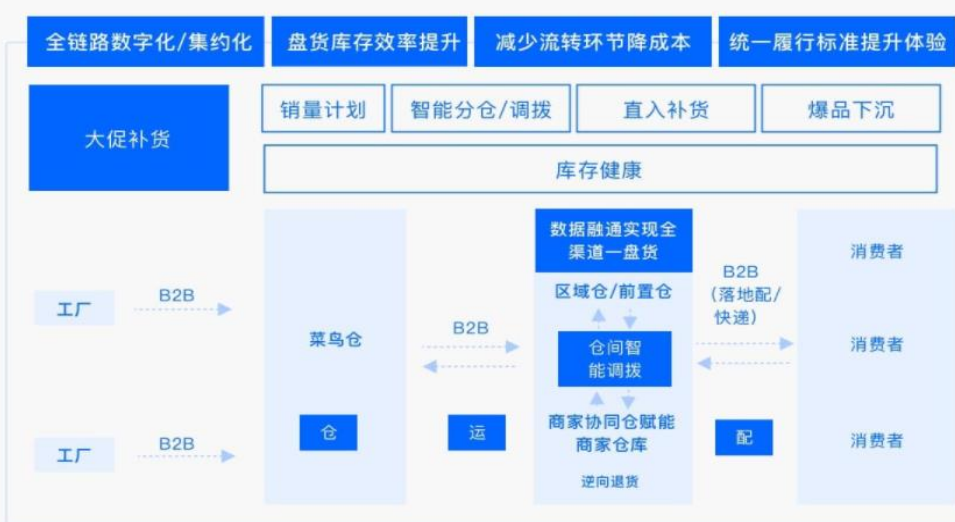 全链路数字化/集约化
盘货库存效率提升
减少流转环节降成本
统一履行标准提升体验
大促补货
销量计划
智能分仓/调拨
直入补货
爆品下沉
库存健康
工厂
B2B
工厂
B2B
菜鸟仓
仓
B2B
运
数据融通实现全
渠道一盘货
区域仓/前置仓
仓间智
能调拨
商家协同仓赋能
商家仓库
逆向退货
B2B
(落地配/
快递)
配
消费者
消费者
消费者